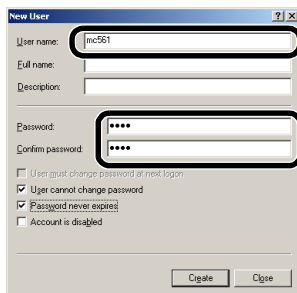 New User
User name: mc561
Full name:
Description:
Password: ●●●●
Confirm password: ●●●●
User must change password at next logon
User cannot change password
Password never expires
Account is disabled
Create Close